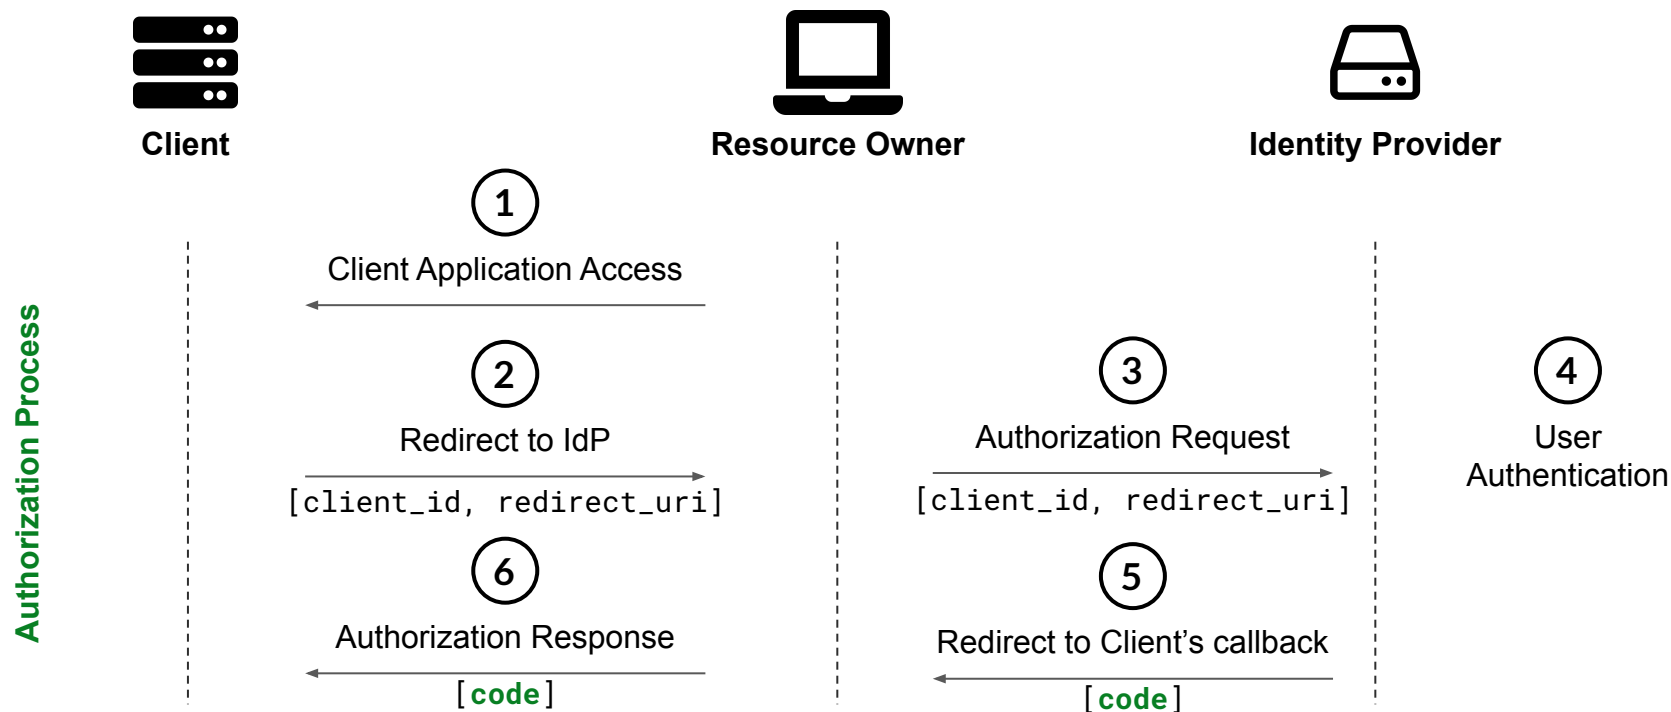 Client
Resource Owner
Identity Provider
Authorization Process
1
Client Application Access
2
Redirect to IdP
[client_id, redirect_uri]
3
Authorization Request
[client_id, redirect_uri]
4
User
Authentication
5
Redirect to Client's callback
[code]
6
Authorization Response
[code]